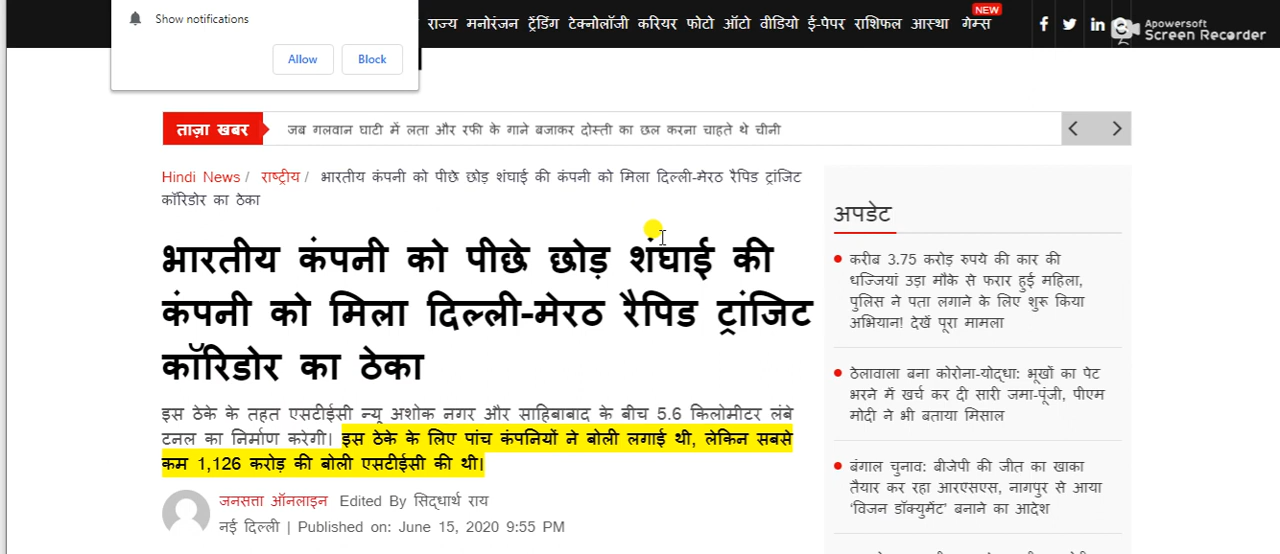 Show notifications
Allow Block
राज्य मनोरंजन ट्रेंडिंग टेक्नोलॉजी करियर फोटो ऑटो वीडियो ई-पेपर राशिफल आस्था गेम्स NEW
Apowersoft
Screen Recorder
ताज़ा खबर जब गलवान घाटी में लता और रफी के गाने बजाकर दोस्ती का छल करना चाहते थे चीनी
Hindi News / राष्ट्रीय / भारतीय कंपनी को पीछे छोड़ शंघाई की कंपनी को मिला दिल्ली-मेरठ रैपिड ट्रांजिट
कॉरिडोर का ठेका
भारतीय कंपनी को पीछे छोड़ शंघाई की
कंपनी को मिला दिल्ली-मेरठ रैपिड ट्रांजिट
कॉरिडोर का ठेका
इस ठेके के तहत एसटीईसी न्यू अशोक नगर और साहिबाबाद के बीच 5.6 किलोमीटर लंबे
टनल का निर्माण करेगी। इस ठेके के लिए पांच कंपनियों ने बोली लगाई थी, लेकिन सबसे
कम 1,126 करोड़ की बोली एसटीईसी की थी।
जनसत्ता ऑनलाइन Edited By सिद्धार्थ राय
नई दिल्ली | Published on: June 15, 2020 9:55 PM
अपडेट
करीब 3.75 करोड़ रुपये की कार की
धज्जियां उड़ा मौके से फरार हुई महिला,
पुलिस ने पता लगाने के लिए शुरू किया
अभियान! देखें पूरा मामला
ठेलावाला बना कोरोना-योद्धा: भूखों का पेट
भरने में खर्च कर दी सारी जमा-पूंजी, पीएम
मोदी ने भी बताया मिसाल
बंगाल चुनाव: बीजेपी की जीत का खाका
तैयार कर रहा आरएसएस, नागपुर से आया
'विजन डॉक्युमेंट' बनाने का आदेश